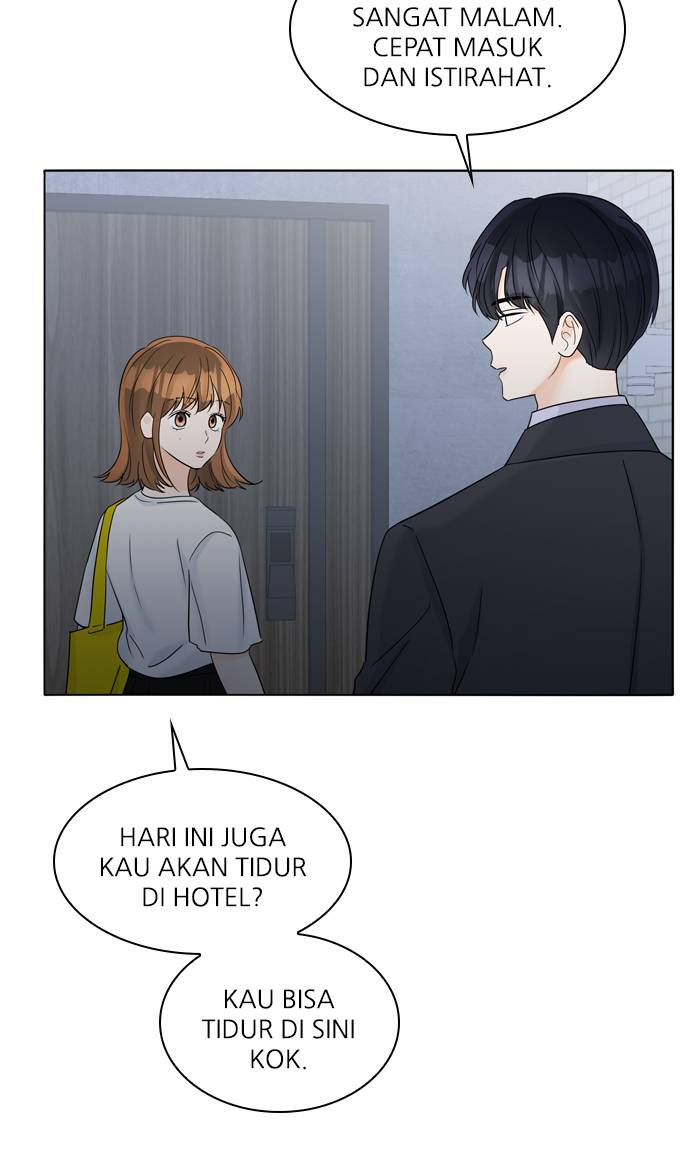 SANGAT MALAM.
CEPAT MASUK
DAN ISTIRAHAT.
HARI INI JUGA
KAU AKAN TIDUR
DI HOTEL?
KAU BISA
TIDUR DI SINI
KOK.